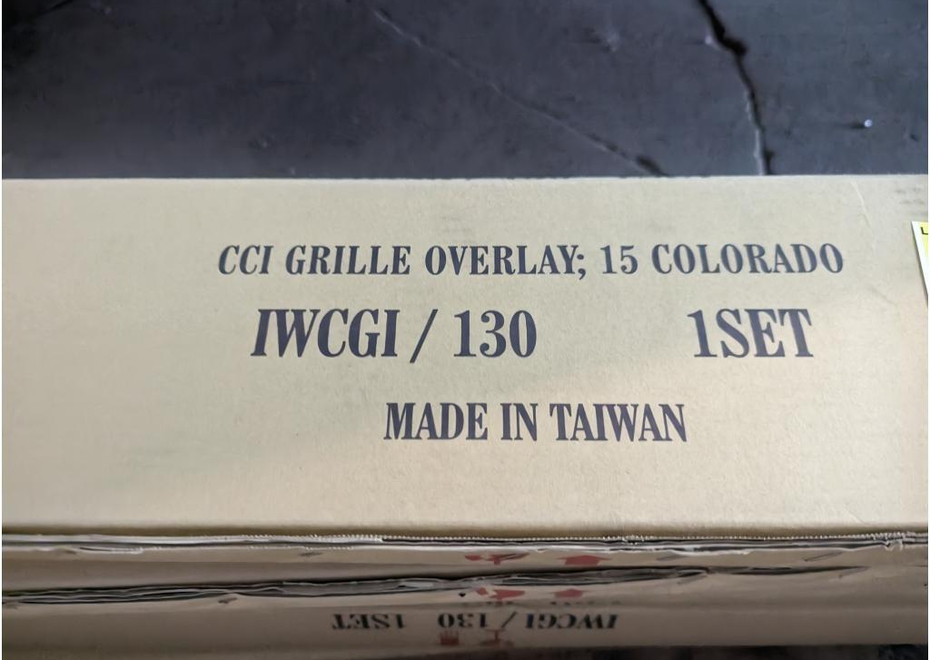 CCI GRILLE OVERLAY; 15 COLORADO
IWCGI / 130 1SET
MADE IN TAIWAN
IWCGI / 130 1SET